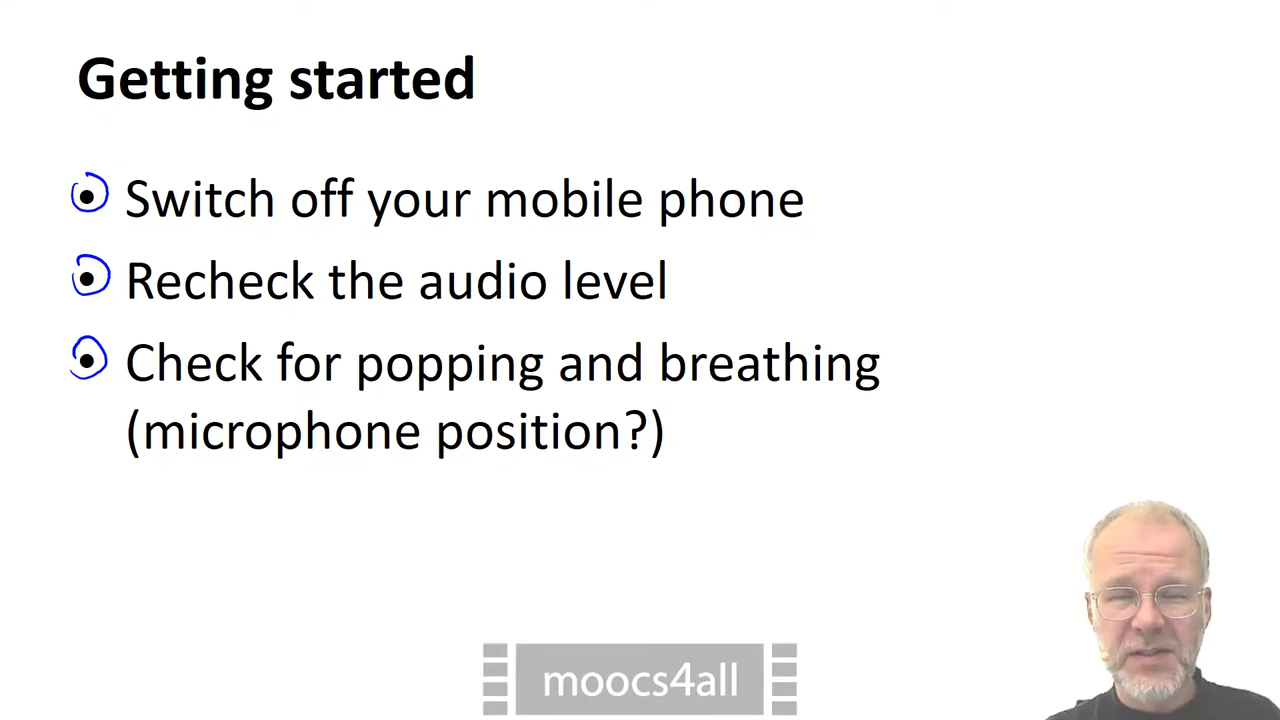 Getting started
• Switch off your mobile phone
• Recheck the audio level
• Check for popping and breathing
(microphone position?)
moocs4all